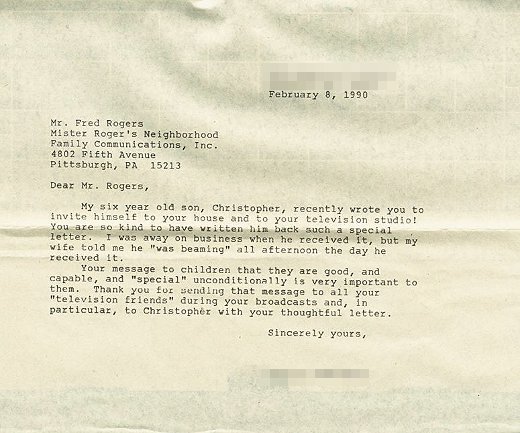 February 8, 1990
Mr. Fred Rogers
Mister Roger's Neighborhood
Family Communications, Inc.
4802 Fifth Avenue
Pittsburgh, PA  15213
Dear Mr. Rogers,
My six year old son, Christopher, recently wrote you to
invite himself to your house and to your television studio!
You are so kind to have written him back such a special
letter.  I was away on business when he received it, but my
wife told me he "was beaming" all afternoon the day he
received it.
Your message to children that they are good, and
capable, and "special" unconditionally is very important to
them.  Thank you for sending that message to all your
"television friends" during your broadcasts and, in
particular, to Christopher with your thoughtful letter.
Sincerely yours,